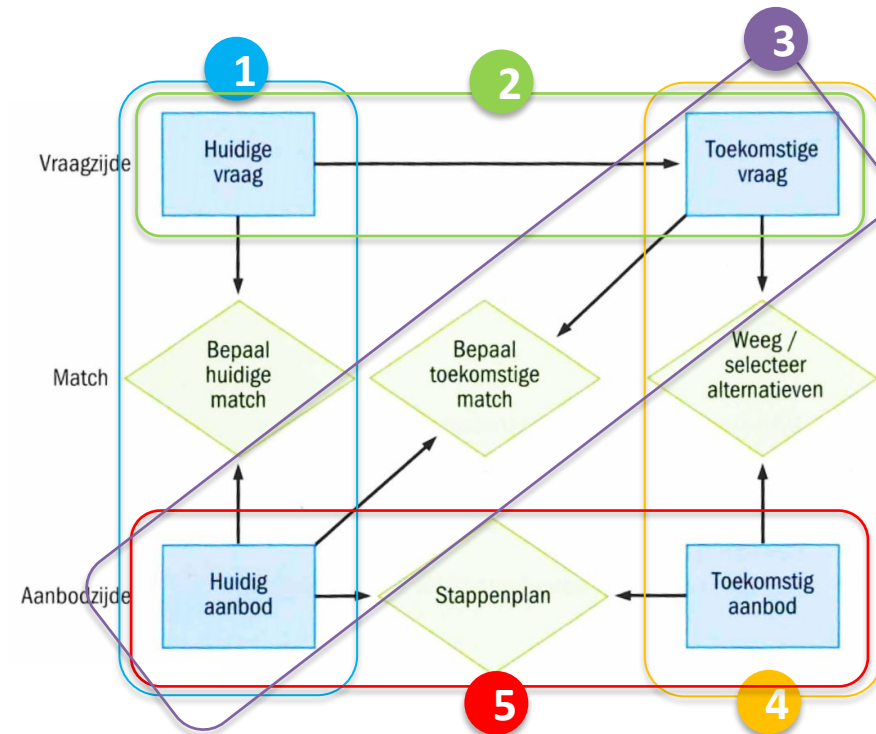 1
2
3
Vraagzijde
Huidige
vraag
Toekomstige
vraag
Match
Bepaal
huidige
match
Bepaal
toekomstige
match
Weeg /
selecteer
alternatieven
Aanbodzijde
Huidig
aanbod
Stappenplan
Toekomstig
aanbod
5
4